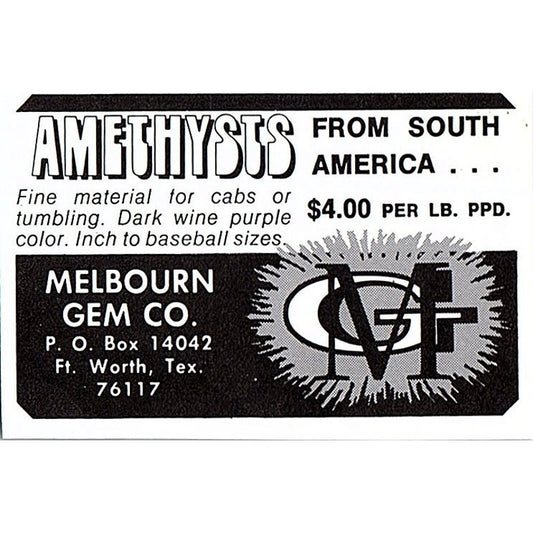 AMETHYSTS
FROM SOUTH
AMERICA . . .
Fine material for cabs or
tumbling. Dark wine purple
color. Inch to baseball sizes.
$4.00 PER LB. PPD.
MELBOURN
GEM CO.
P. O. Box 14042
Ft. Worth, Tex.
76117
MG